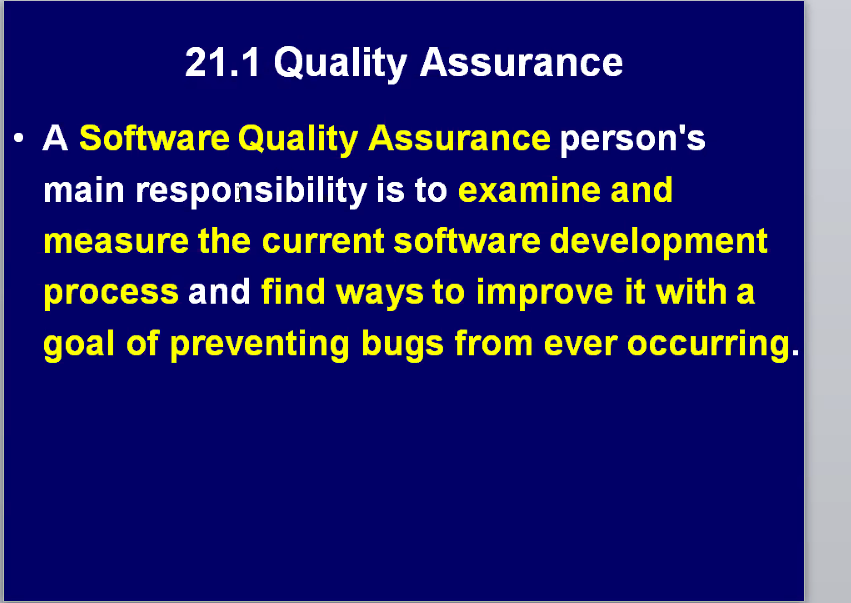 21.1 Quality Assurance
• A Software Quality Assurance person's
main responsibility is to examine and
measure the current software development
process and find ways to improve it with a
goal of preventing bugs from ever occurring.